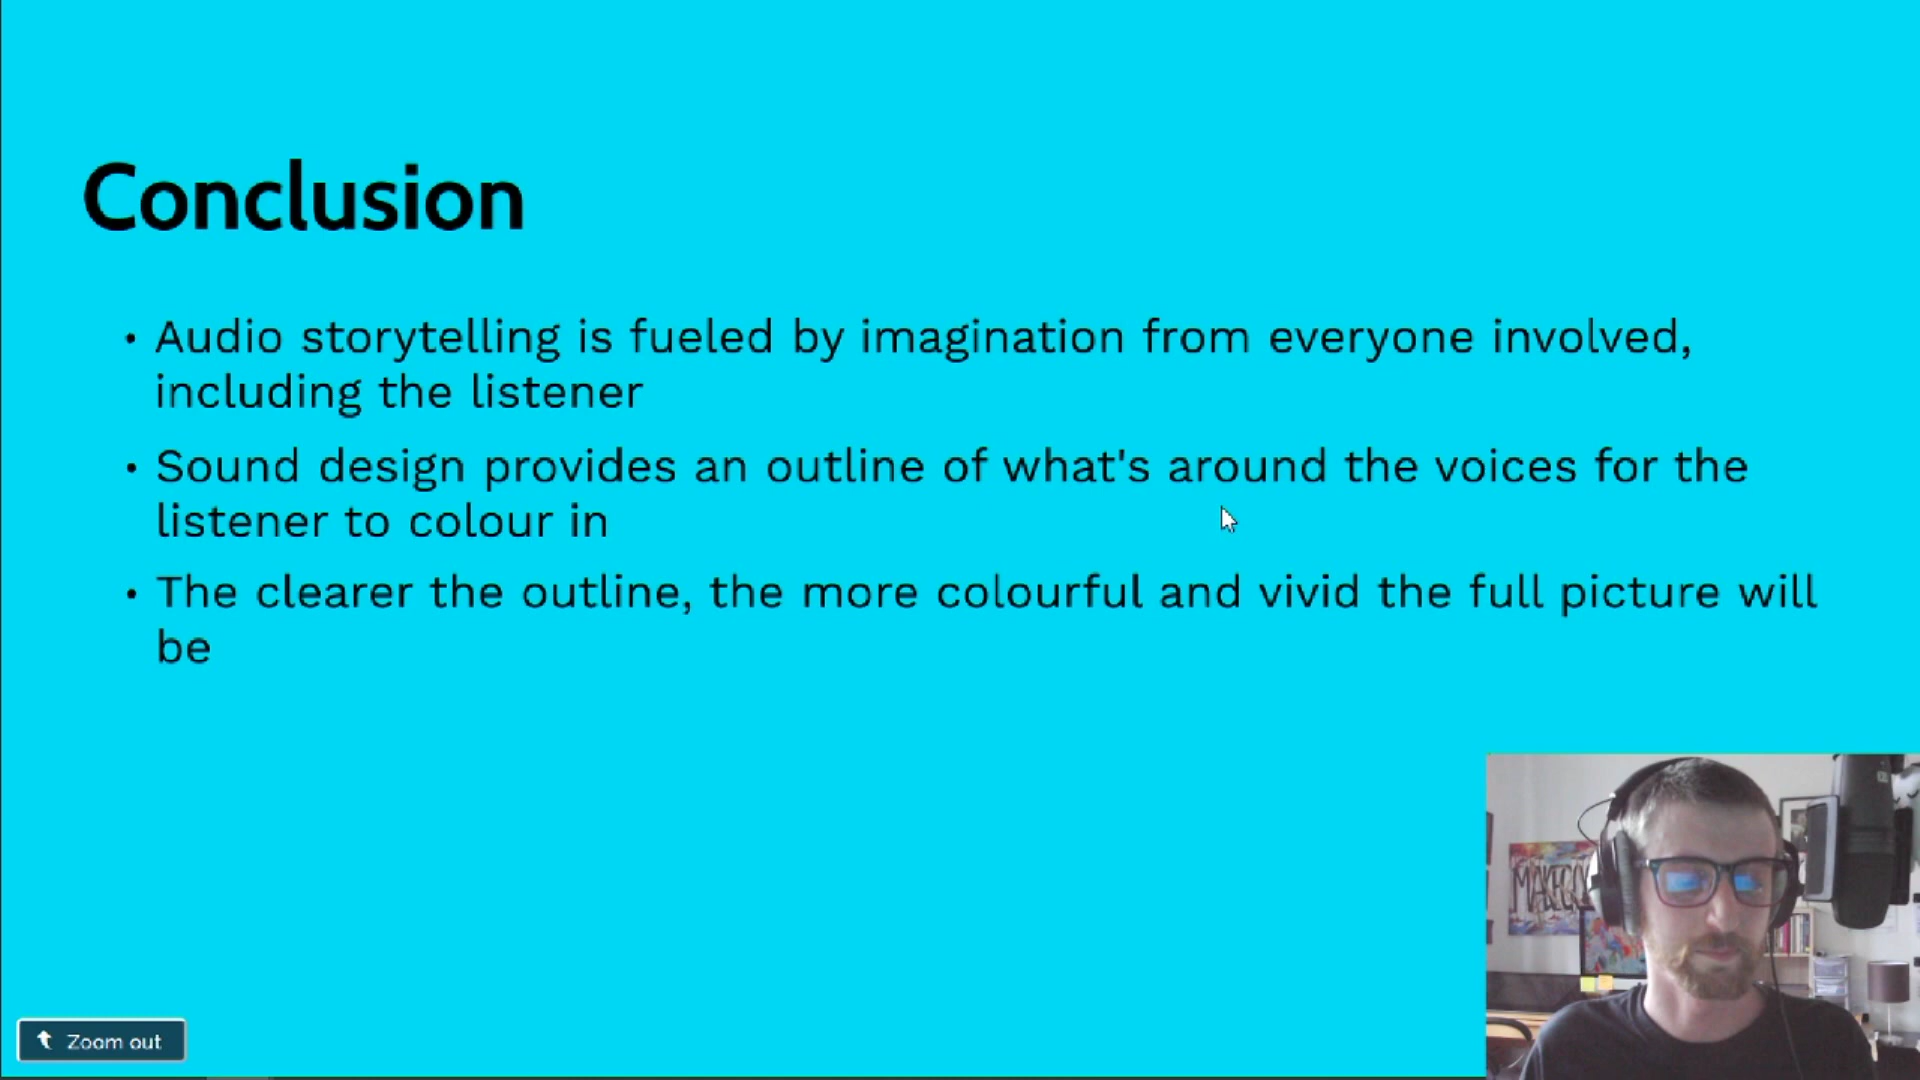 Conclusion
• Audio storytelling is fueled by imagination from everyone involved,
including the listener
• Sound design provides an outline of what's around the voices for the
listener to colour in
• The clearer the outline, the more colourful and vivid the full picture will
be
Zoom out